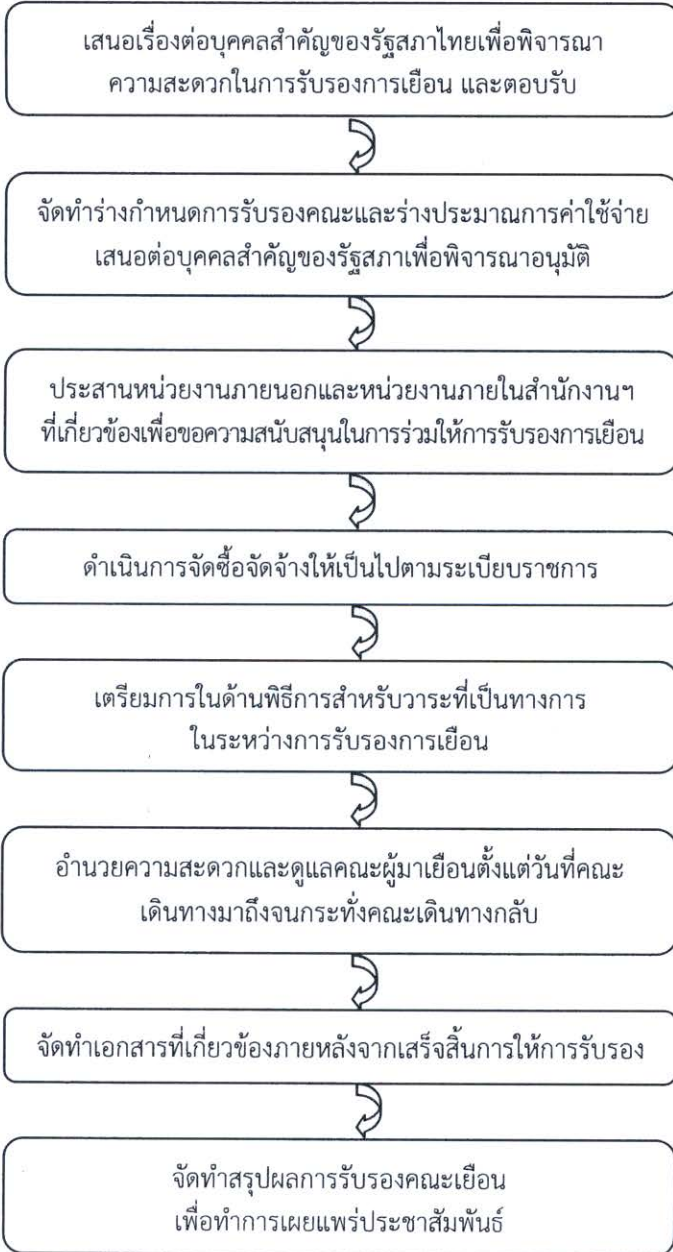 เสนอเรื่องต่อบุคคลสำคัญของรัฐสภาไทยเพื่อพิจารณา
ความสะดวกในการรับรองการเยือน และตอบรับ
จัดทำร่างกำหนดการรับรองคณะและร่างประมาณการค่าใช้จ่าย
เสนอต่อบุคคลสำคัญของรัฐสภาเพื่อพิจารณาอนุมัติ
ประสานหน่วยงานภายนอกและหน่วยงานภายในสำนักงานฯ
ที่เกี่ยวข้องเพื่อขอความสนับสนุนในการร่วมให้การรับรองการเยือน
ดำเนินการจัดซื้อจัดจ้างให้เป็นไปตามระเบียบราชการ
เตรียมการในด้านพิธีการสำหรับวาระที่เป็นทางการ
ในระหว่างการรับรองการเยือน
อำนวยความสะดวกและดูแลคณะผู้มาเยือนตั้งแต่วันที่คณะ
เดินทางมาถึงจนกระทั่งคณะเดินทางกลับ
จัดทำเอกสารที่เกี่ยวข้องภายหลังจากเสร็จสิ้นการให้การรับรอง
จัดทำสรุปผลการรับรองคณะเยือน
เพื่อทำการเผยแพร่ประชาสัมพันธ์